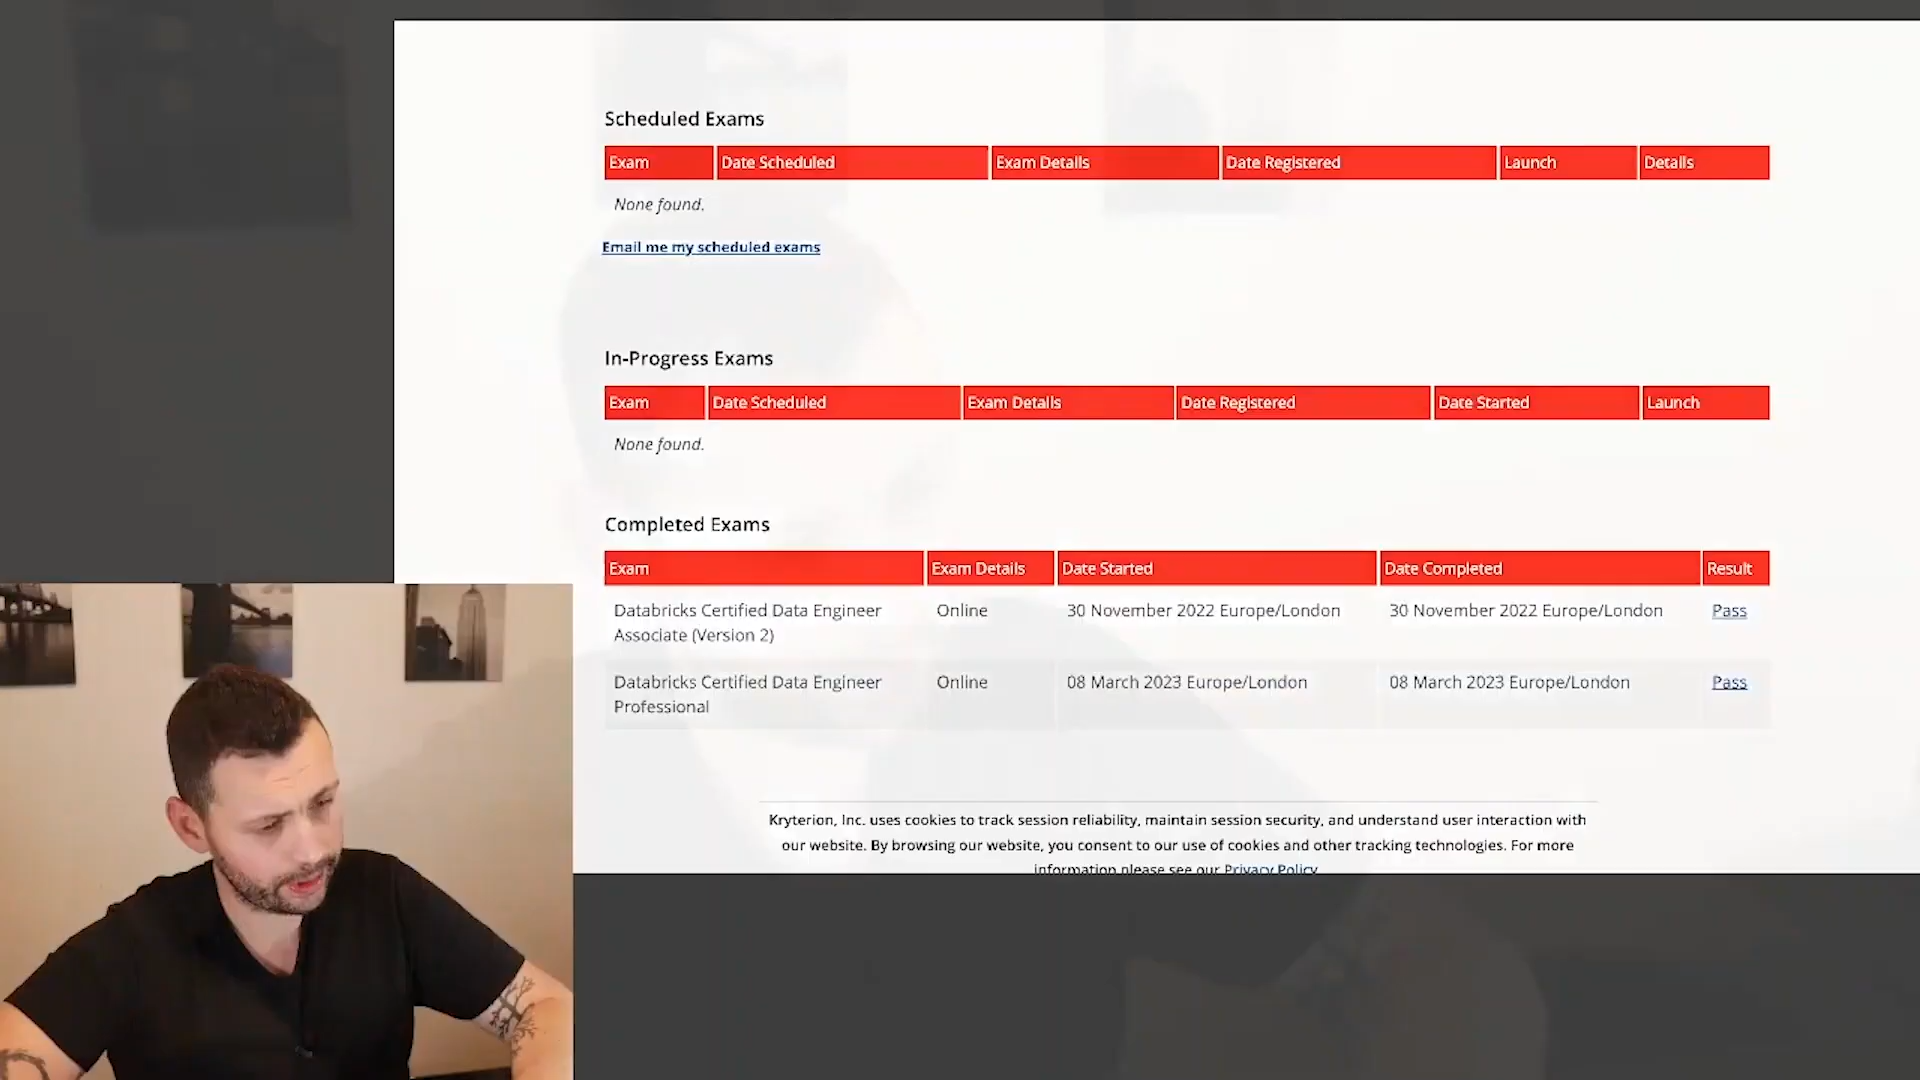 Scheduled Exams
Exam Date Scheduled Exam Details Date Registered Launch Details
None found.
Email me my scheduled exams
In-Progress Exams
Exam Date Scheduled Exam Details Date Registered Date Started Launch
None found.
Completed Exams
Exam Exam Details Date Started Date Completed Result
Databricks Certified Data Engineer Online 30 November 2022 Europe/London 30 November 2022 Europe/London Pass
Associate (Version 2)
Databricks Certified Data Engineer Online 08 March 2023 Europe/London 08 March 2023 Europe/London Pass
Professional
Kryterion, Inc. uses cookies to track session reliability, maintain session security, and understand user interaction with
our website. By browsing our website, you consent to our use of cookies and other tracking technologies. For more
information please see our Privacy Policy